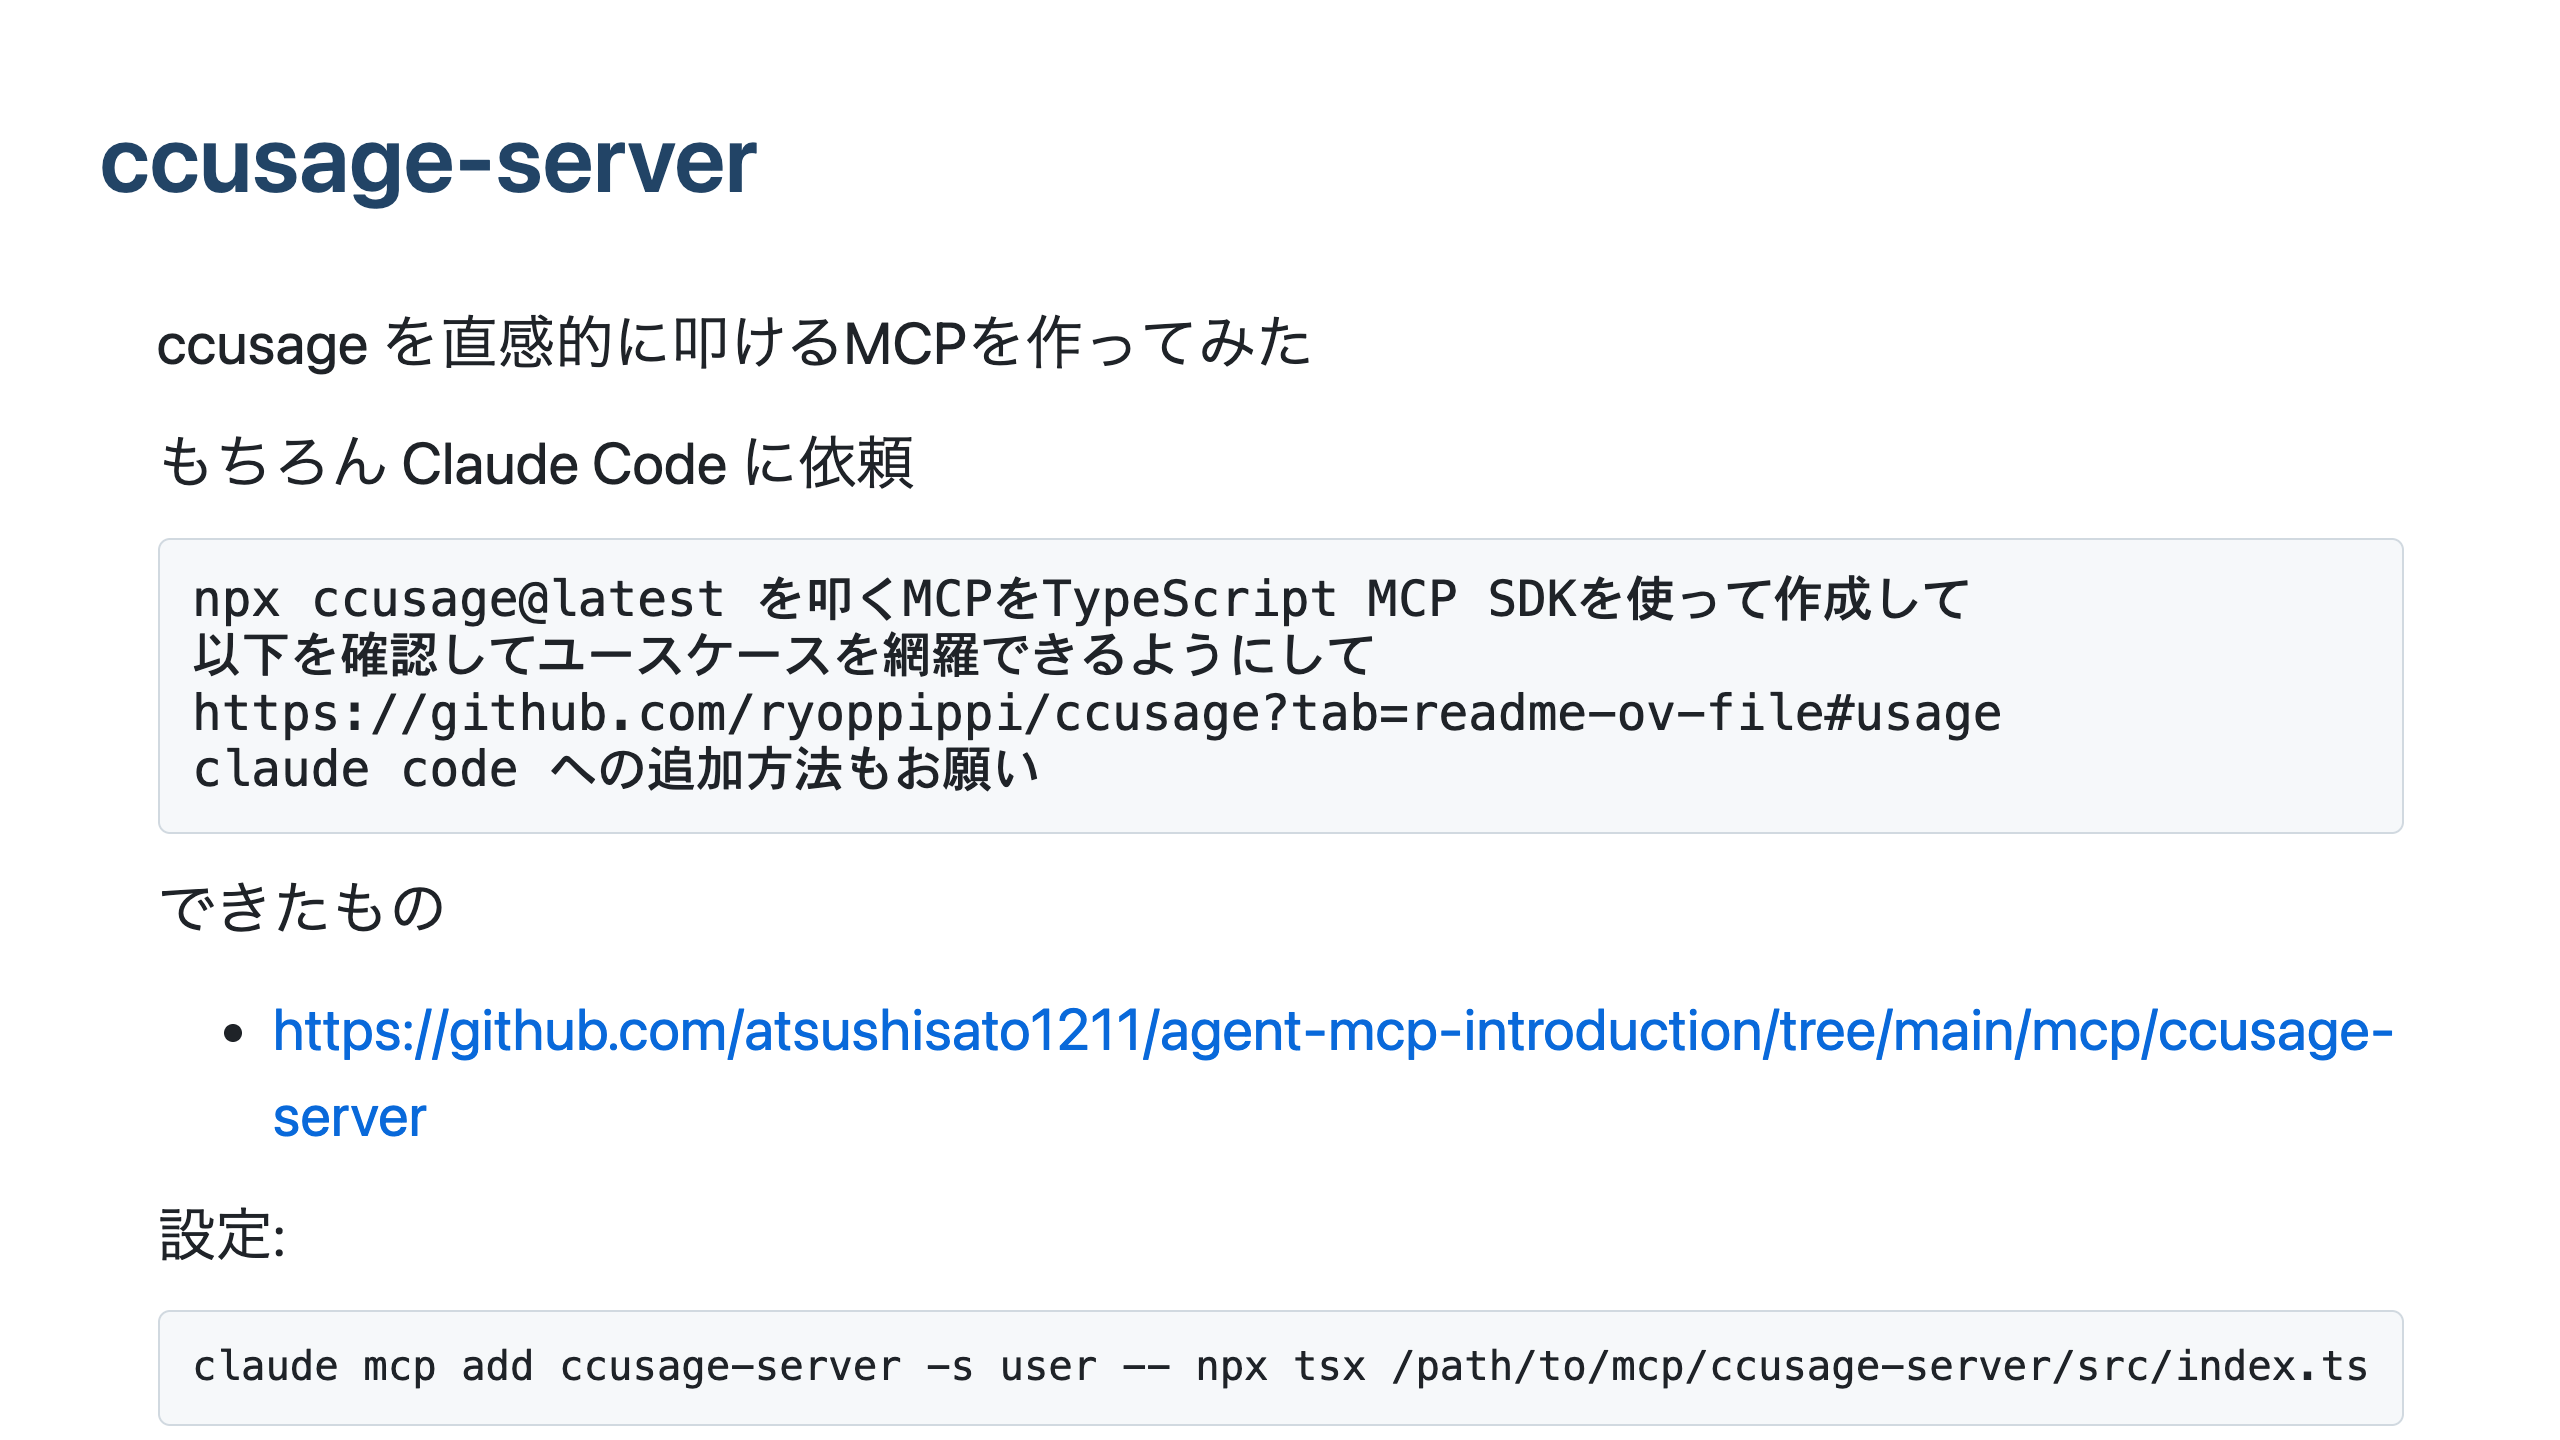 ccusage-server
ccusage を直感的に叩けるMCPを作ってみた
もちろん Claude Code に依頼
npx ccusage@latest を叩くMCPをTypeScript MCP SDKを使って作成して
以下を確認してユースケースを網羅できるようにして
https://github.com/ryoppippi/ccusage?tab=readme-ov-file#usage
claude code への追加方法もお願い
できたもの
• https://github.com/atsushisato1211/agent-mcp-introduction/tree/main/mcp/ccusage-
server
設定:
claude mcp add ccusage-server -s user -- npx tsx /path/to/mcp/ccusage-server/src/index.ts